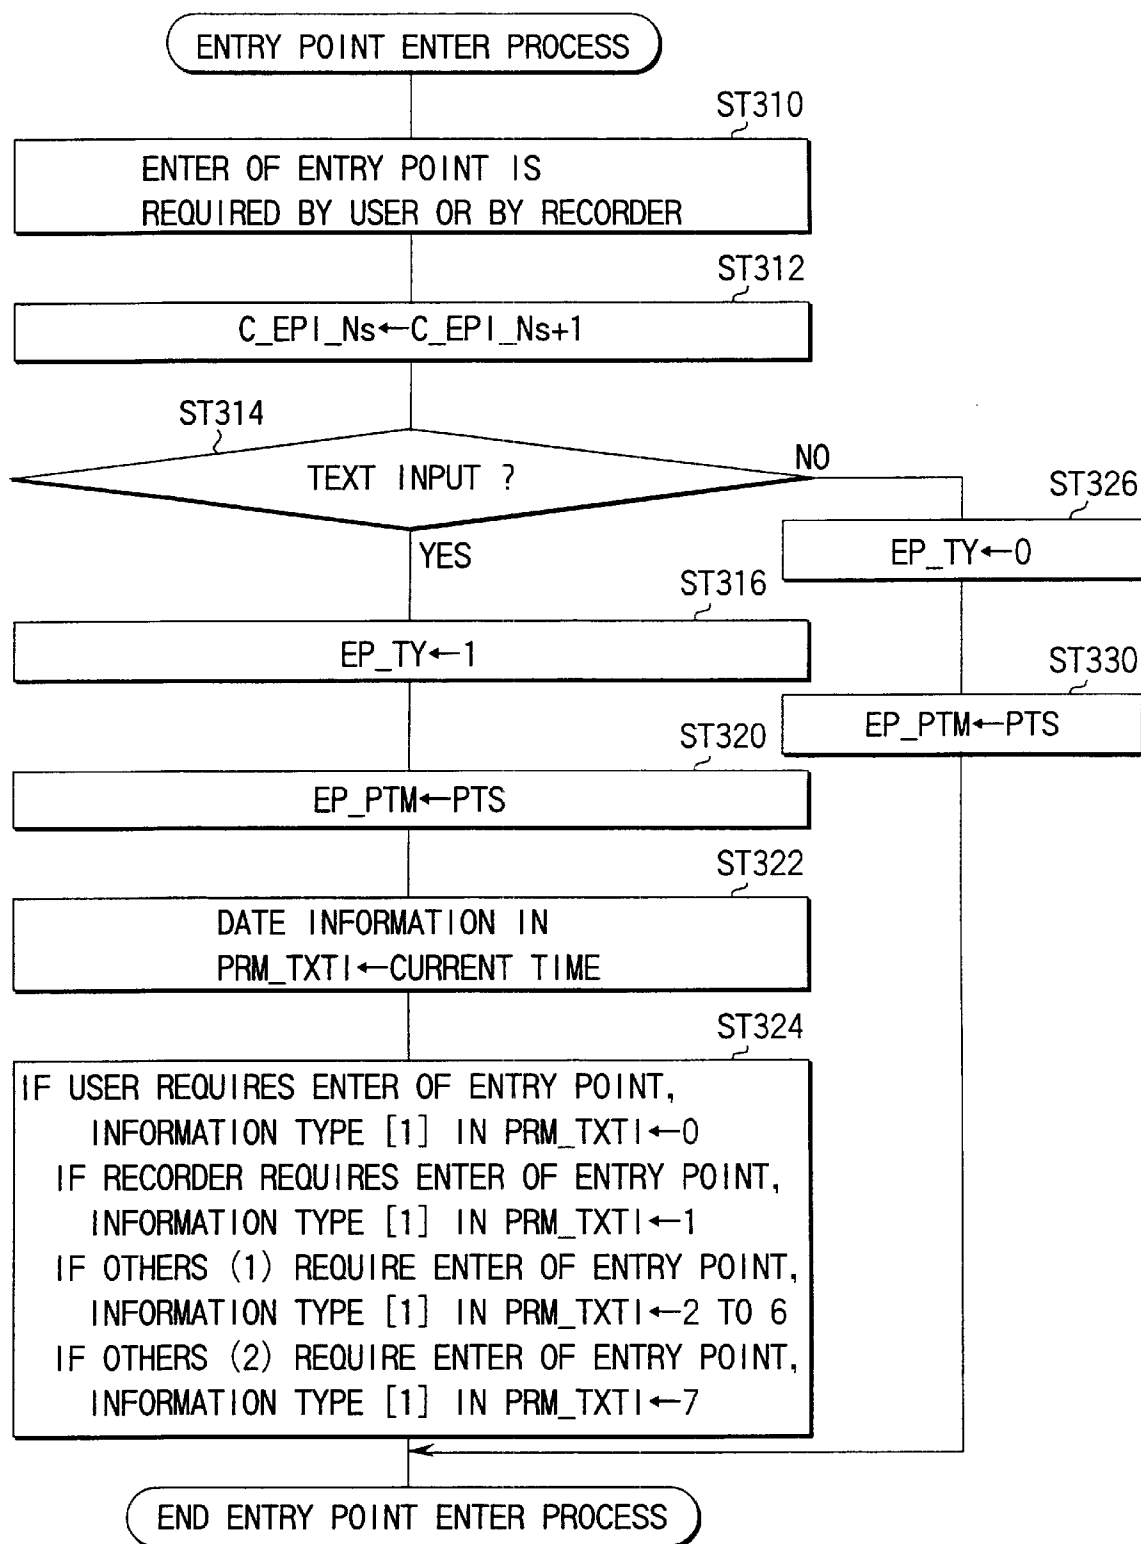 ENTRY POINT ENTER PROCESS
ST310
ENTER OF ENTRY POINT IS
REQUIRED BY USER OR BY RECORDER
ST312
C_EPI_Ns←C_EPI_Ns+1
ST314
TEXT INPUT ?
NO
YES
ST326
EP_TY←0
ST316
EP_TY←1
ST330
EP_PTM←PTS
ST320
EP_PTM←PTS
ST322
DATE INFORMATION IN
PRM_TXTI←CURRENT TIME
ST324
IF USER REQUIRES ENTER OF ENTRY POINT,
INFORMATION TYPE [1] IN PRM_TXTI←0
IF RECORDER REQUIRES ENTER OF ENTRY POINT,
INFORMATION TYPE [1] IN PRM_TXTI←1
IF OTHERS (1) REQUIRE ENTER OF ENTRY POINT,
INFORMATION TYPE [1] IN PRM_TXTI←2 TO 6
IF OTHERS (2) REQUIRE ENTER OF ENTRY POINT,
INFORMATION TYPE [1] IN PRM_TXTI←7
END ENTRY POINT ENTER PROCESS